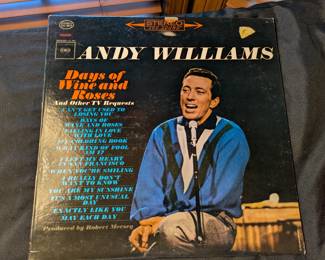 STEREO
ANDY WILLIAMS
Days of
Wine and
Roses
And Other TV Requests
CAN'T GET USED TO
LOSING YOU
DAYS OF
WINE AND ROSES
FALLING IN LOVE
WITH LOVE
MY COLORING BOOK
WHAT KIND OF FOOL
AM I?
I LEFT MY HEART
IN SAN FRANCISCO
WHEN YOU'RE SMILING
I REALLY DON'T
WANT TO KNOW
YOU ARE MY SUNSHINE
IT'S A MOST UNUSUAL
DAY
EXACTLY LIKE YOU
MAY EACH DAY
Produced by Robert Mersey